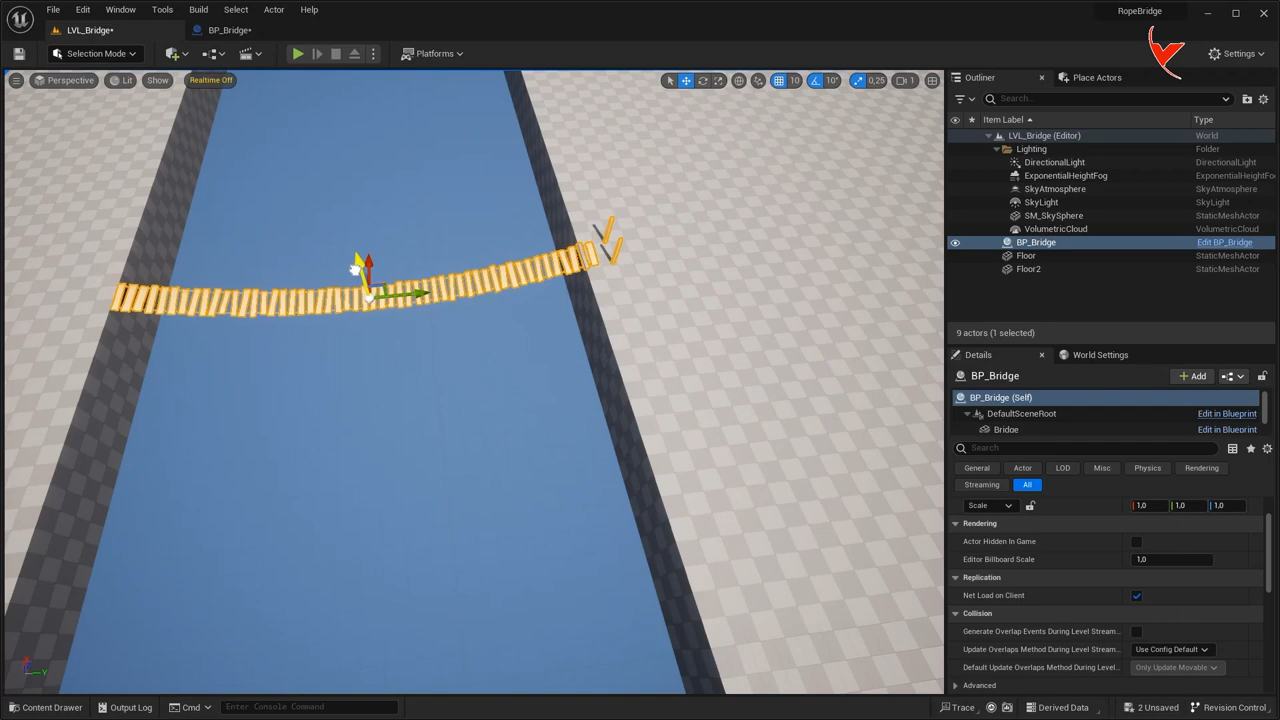 File Edit Window Tools Build Select Actor Help
RopeBridge
LVL_Bridge*
BP_Bridge*
Selection Mode
Platforms
Settings
Perspective
Lit
Show
Realtime Off
10
10°
0,25
1
Outliner
Place Actors
Search...
Item Label
Type
LVL_Bridge (Editor) World
Lighting Folder
DirectionalLight DirectionalLight
ExponentialHeightFog ExponentialHeightFo
SkyAtmosphere SkyAtmosphere
SkyLight SkyLight
SM_SkySphere StaticMeshActor
VolumetricCloud VolumetricCloud
BP_Bridge Edit BP_Bridge
Floor StaticMeshActor
Floor2 StaticMeshActor
9 actors (1 selected)
Details
World Settings
BP_Bridge
Add
BP_Bridge (Self)
DefaultSceneRoot Edit in Blueprint
Bridge Edit in Blueprint
Search
General Actor LOD Misc Physics Rendering
Streaming All
Scale 1,0 1,0 1,0
Rendering
Actor Hidden In Game
Editor Billboard Scale 1,0
Replication
Net Load on Client
Collision
Generate Overlap Events During Level Stream...
Update Overlaps Method During Level Stream... Use Config Default
Default Update Overlaps Method During Level... Only Update Movable
Advanced
X
Y
Content Drawer
Output Log
Cmd
Enter Console Command
Trace
Derived Data
2 Unsaved
Revision Control